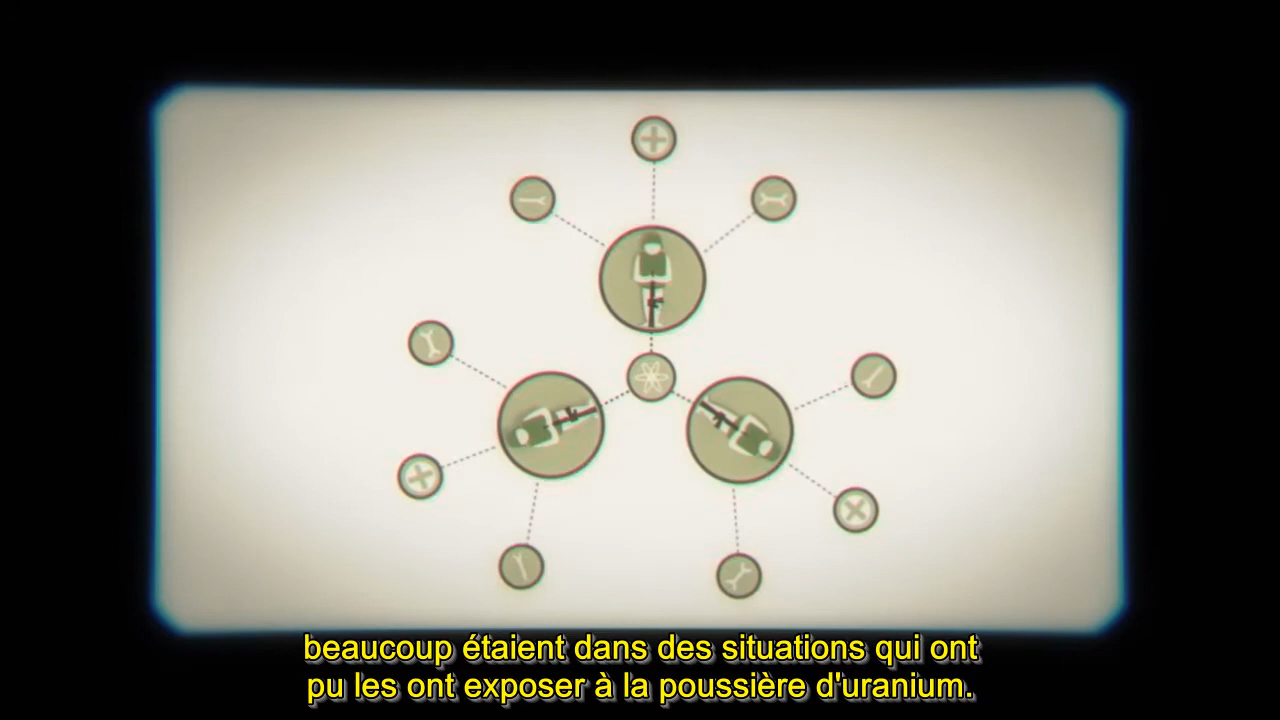 beaucoup étaient dans des situations qui ont
pu les ont exposer à la poussière d'uranium.